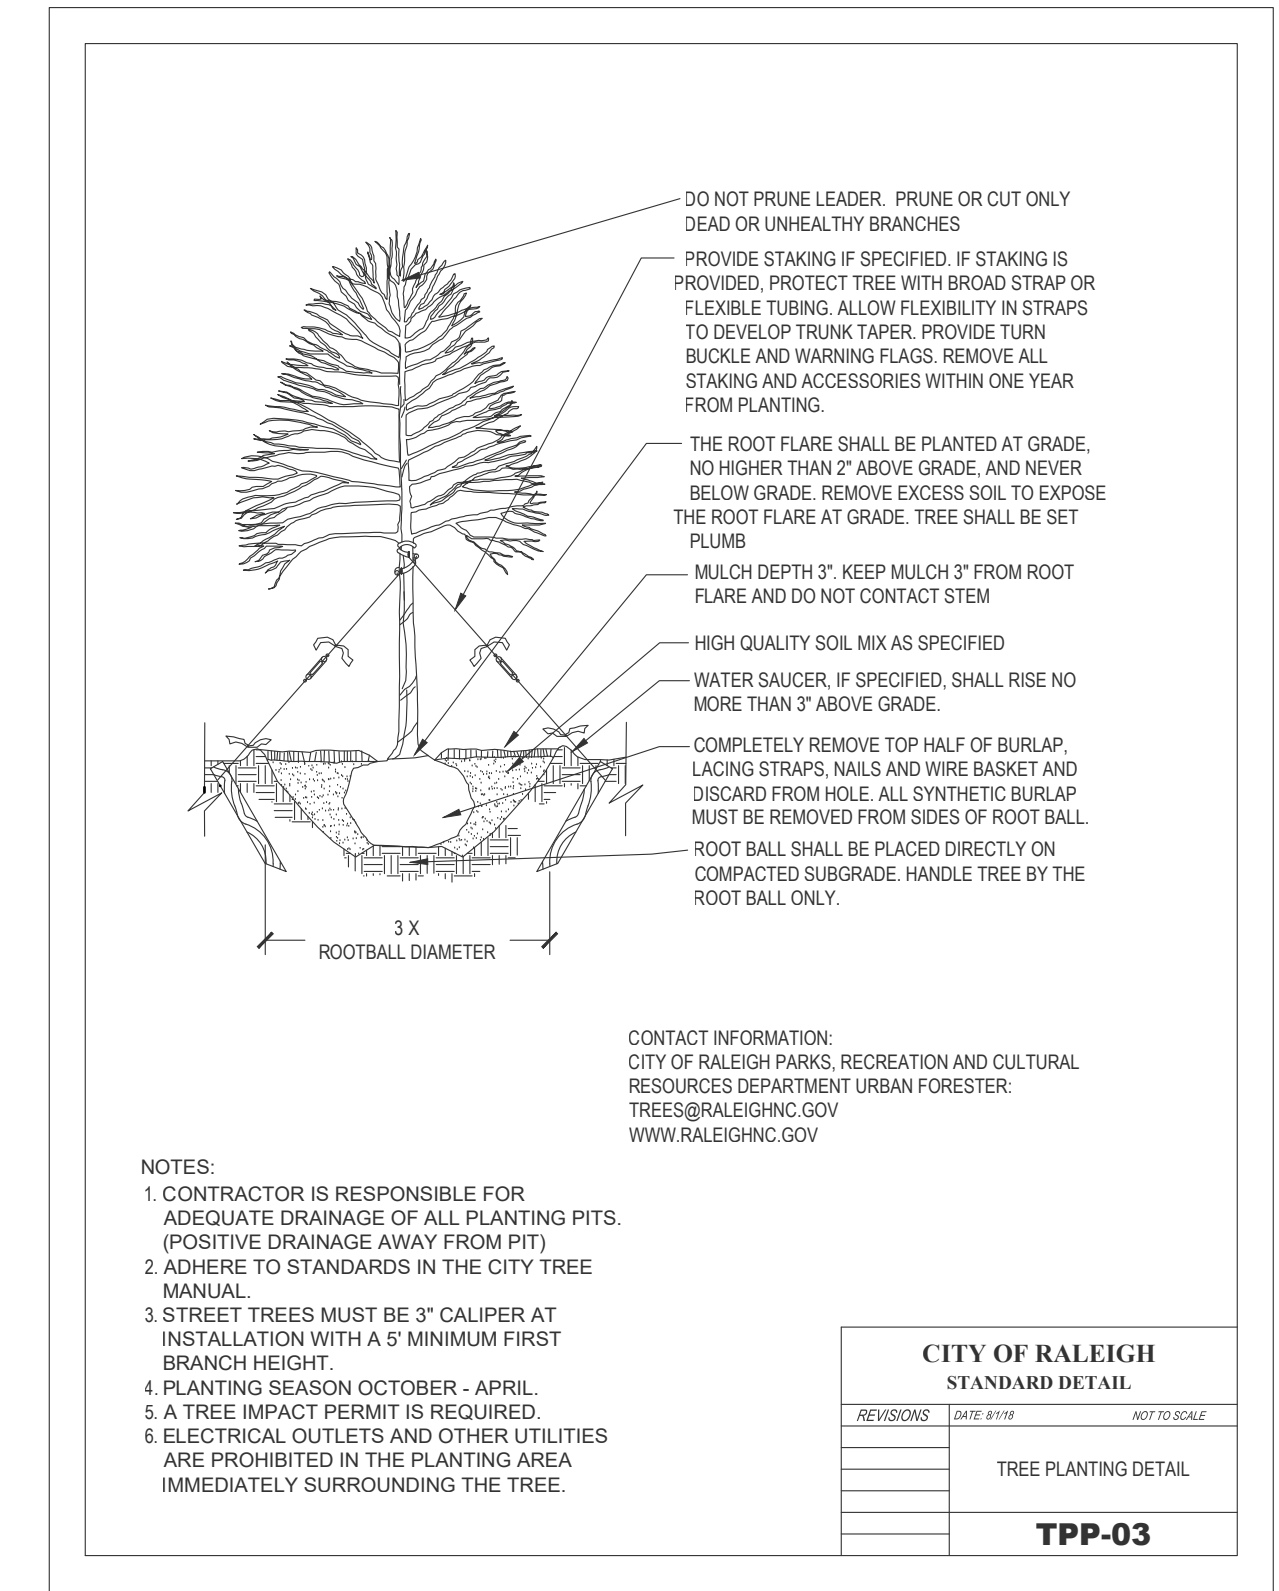 DO NOT PRUNE LEADER. PRUNE OR CUT ONLY
DEAD OR UNHEALTHY BRANCHES
PROVIDE STAKING IF SPECIFIED. IF STAKING IS
PROVIDED, PROTECT TREE WITH BROAD STRAP OR
FLEXIBLE TUBING. ALLOW FLEXIBILITY IN STRAPS
TO DEVELOP TRUNK TAPER. PROVIDE TURN
BUCKLE AND WARNING FLAGS. REMOVE ALL
STAKING AND ACCESSORIES WITHIN ONE YEAR
FROM PLANTING.
THE ROOT FLARE SHALL BE PLANTED AT GRADE,
NO HIGHER THAN 2" ABOVE GRADE, AND NEVER
BELOW GRADE. REMOVE EXCESS SOIL TO EXPOSE
THE ROOT FLARE AT GRADE. TREE SHALL BE SET
PLUMB
MULCH DEPTH 3". KEEP MULCH 3" FROM ROOT
FLARE AND DO NOT CONTACT STEM
HIGH QUALITY SOIL MIX AS SPECIFIED
WATER SAUCER, IF SPECIFIED, SHALL RISE NO
MORE THAN 3" ABOVE GRADE.
COMPLETELY REMOVE TOP HALF OF BURLAP,
LACING STRAPS, NAILS AND WIRE BASKET AND
DISCARD FROM HOLE. ALL SYNTHETIC BURLAP
MUST BE REMOVED FROM SIDES OF ROOT BALL.
ROOT BALL SHALL BE PLACED DIRECTLY ON
COMPACTED SUBGRADE. HANDLE TREE BY THE
ROOT BALL ONLY.
3 X
ROOTBALL DIAMETER
CONTACT INFORMATION:
CITY OF RALEIGH PARKS, RECREATION AND CULTURAL
RESOURCES DEPARTMENT URBAN FORESTER:
TREES@RALEIGHNC.GOV
WWW.RALEIGHNC.GOV
NOTES:
1. CONTRACTOR IS RESPONSIBLE FOR
ADEQUATE DRAINAGE OF ALL PLANTING PITS.
(POSITIVE DRAINAGE AWAY FROM PIT)
2. ADHERE TO STANDARDS IN THE CITY TREE
MANUAL.
3. STREET TREES MUST BE 3" CALIPER AT
INSTALLATION WITH A 5' MINIMUM FIRST
BRANCH HEIGHT.
4. PLANTING SEASON OCTOBER - APRIL.
5. A TREE IMPACT PERMIT IS REQUIRED.
6. ELECTRICAL OUTLETS AND OTHER UTILITIES
ARE PROHIBITED IN THE PLANTING AREA
IMMEDIATELY SURROUNDING THE TREE.
CITY OF RALEIGH
STANDARD DETAIL
REVISIONS DATE: 8/1/18 NOT TO SCALE
TREE PLANTING DETAIL
TPP-03